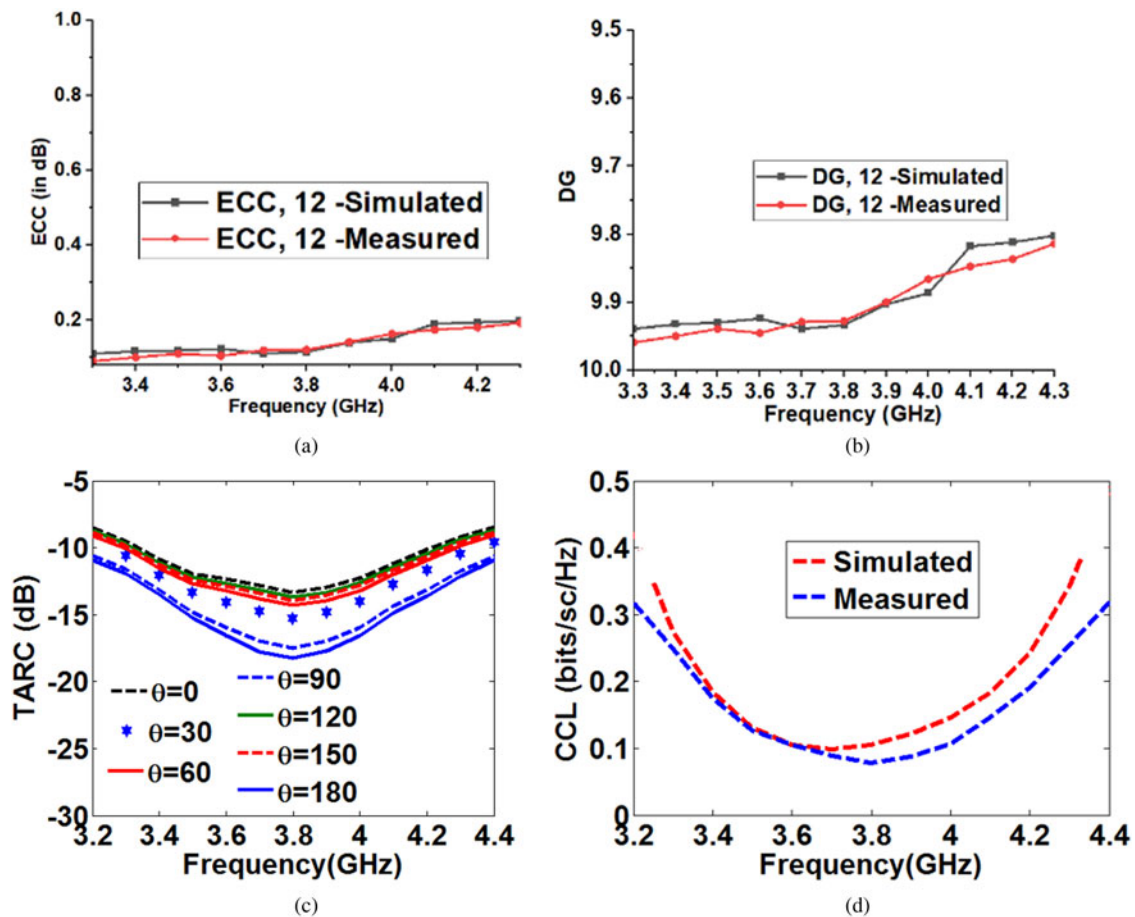 1.0
0.8
0.6
0.4
0.2
ECC (in dB)
ECC, 12 -Simulated
ECC, 12 -Measured
3.4 3.6 3.8 4.0 4.2
Frequency (GHz)
(a)
9.5
9.6
9.7
9.8
9.9
10.0
DG
DG, 12 -Simulated
DG, 12 -Measured
3.3 3.4 3.5 3.6 3.7 3.8 3.9 4.0 4.1 4.2 4.3
Frequency (GHz)
(b)
-5
-10
-15
-20
-25
-30
TARC (dB)
θ=0
θ=30
θ=60
θ=90
θ=120
θ=150
θ=180
3.2 3.4 3.6 3.8 4 4.2 4.4
Frequency(GHz)
(c)
0.5
0.4
0.3
0.2
0.1
0
CCL (bits/sc/Hz)
Simulated
Measured
3.2 3.4 3.6 3.8 4 4.2 4.4
Frequency(GHz)
(d)